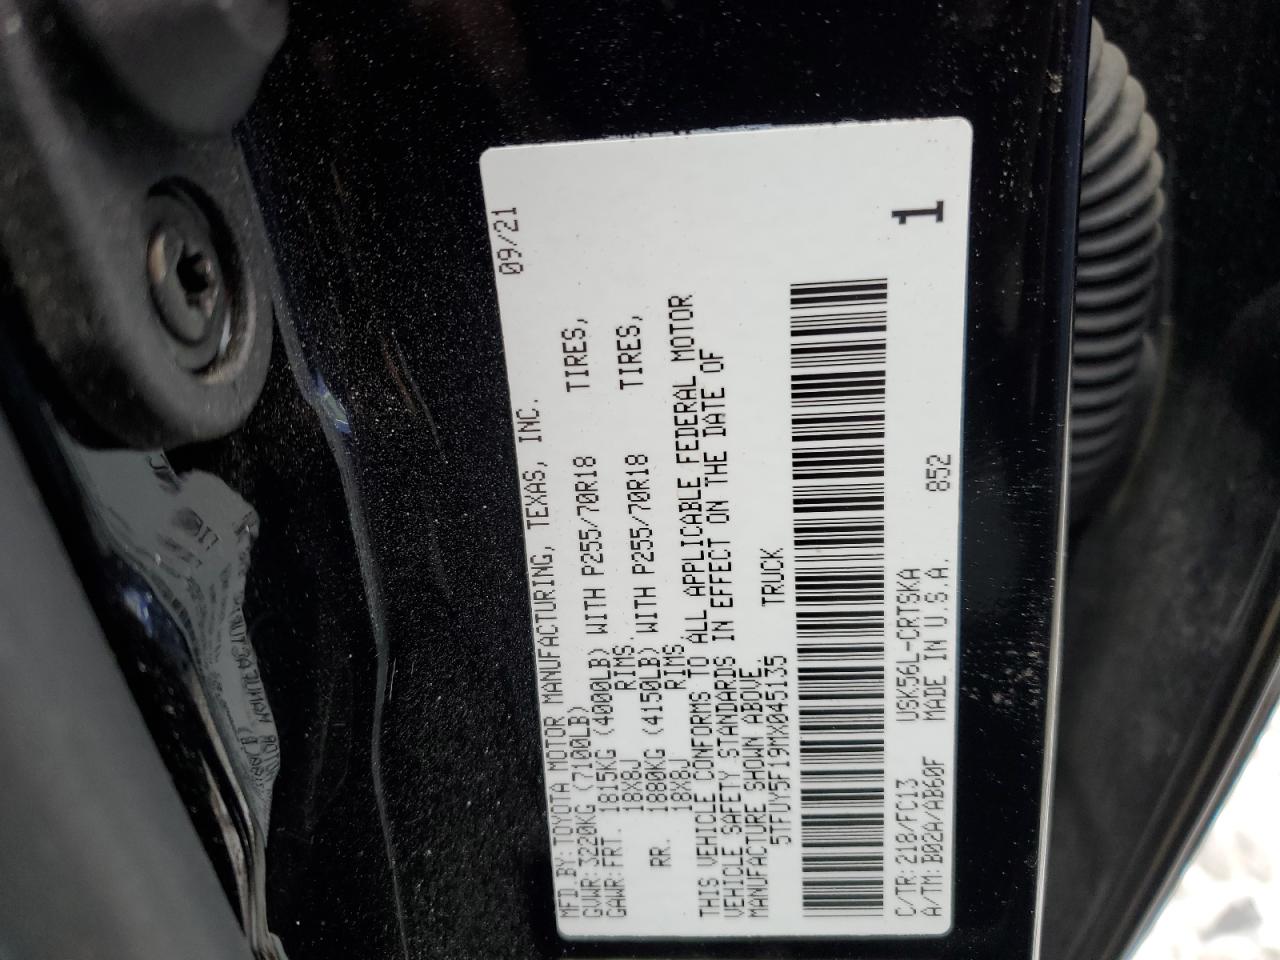 MFD.BY: TOYOTA MOTOR MANUFACTURING, TEXAS, INC. 09/21
GVWR: 3220KG (7100LB)
GAWR: FRT. 1815KG (4000LB) WITH P255/70R18 TIRES,
18X8J RIMS,
RR. 1880KG (4150LB) WITH P255/70R18 TIRES,
18X8J RIMS,
THIS VEHICLE CONFORMS TO ALL APPLICABLE FEDERAL MOTOR
VEHICLE SAFETY STANDARDS IN EFFECT ON THE DATE OF
MANUFACTURE SHOWN ABOVE.
5TFUY5F19MX045135 TRUCK
C/TR: 218/FC13 USK56L-CRTSKA
A/TM: B02A/AB60F MADE IN U.S.A. 852
1